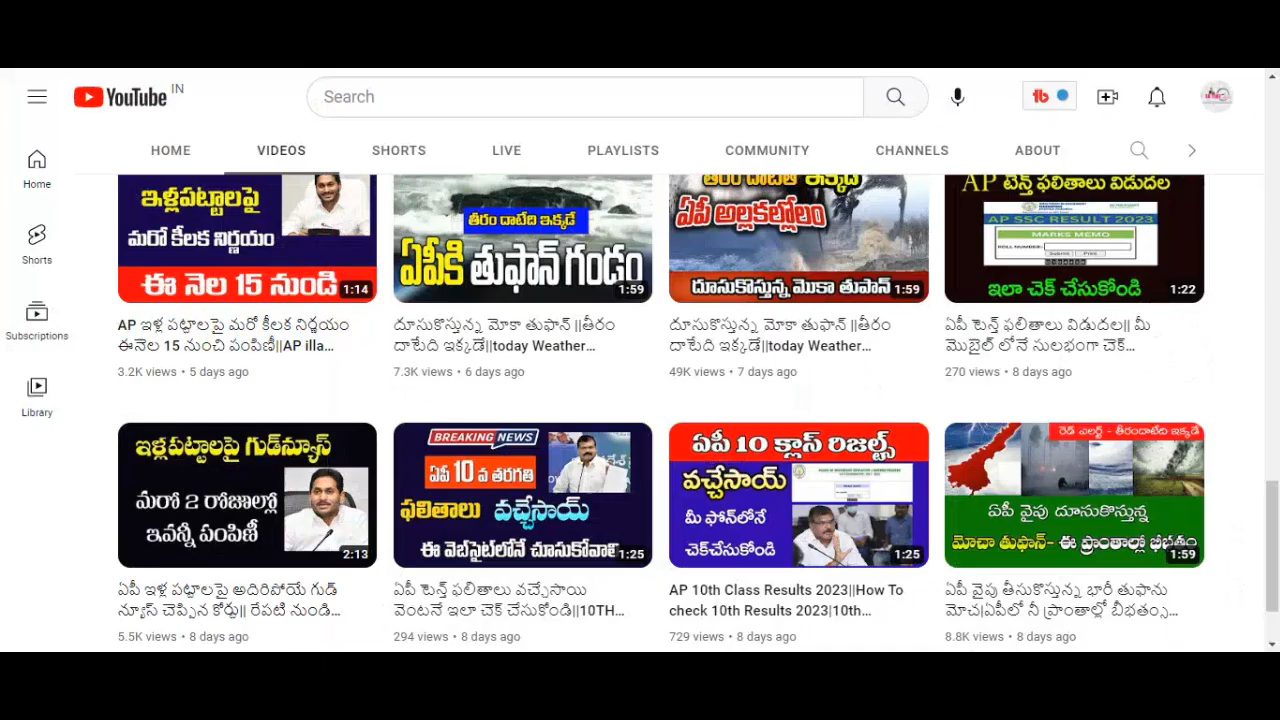 YouTube IN
Search
HOME VIDEOS SHORTS LIVE PLAYLISTS COMMUNITY CHANNELS ABOUT
Home
Shorts
Subscriptions
Library
ఇళ్లపట్టాలపై
మరో కీలక నిర్ణయం
ఈ నెల 15 నుండి
1:14
AP ఇళ్ల పట్టాలపై మరో కీలక నిర్ణయం
ఈనెల 15 నుంచి పంపిణీ||AP illa...
3.2K views • 5 days ago
తీరం దాటేది ఇక్కడే
ఏపీకి తుఫాన్ గండం
1:59
దూసుకొస్తున్న మోకా తుఫాన్ ||తీరం
దాటేది ఇక్కడే||today Weather...
7.3K views • 6 days ago
తీరం దాటేది ఇక్కడే
ఏపీ అల్లకల్లోలం
దూసుకొస్తున్న మొకా తుఫాన్
1:59
దూసుకొస్తున్న మోకా తుఫాన్ ||తీరం
దాటేది ఇక్కడే||today Weather...
49K views • 7 days ago
AP టెన్త్ ఫలితాలు విడుదల
AP SSC RESULT 2023
MARKS MEMO
ROLL NUMBER:
Submit Print
ఇలా చెక్ చేసుకోండి
1:22
ఏపీ టెన్త్ ఫలితాలు విడుదల|| మీ
మొబైల్ లోనే సులభంగా చెక్...
270 views • 8 days ago
ఇళ్లపట్టాలపై గుడ్‌న్యూస్
మరో 2 రోజుల్లో
ఇవన్నీ పంపిణీ
2:13
ఏపీ ఇళ్ల పట్టాలపై అదిరిపోయే గుడ్
న్యూస్ చెప్పిన కోర్టు|| రేపటి నుండి...
5.5K views • 8 days ago
BREAKING NEWS
ఏపీ 10 వ తరగతి
ఫలితాలు వచ్చేసాయ్
ఈ వెబ్‌సైట్‌లోనే చూసుకోవాలి
1:25
ఏపీ టెన్త్ ఫలితాలు వచ్చేసాయి
వెంటనే ఇలా చెక్ చేసుకోండి||10TH...
294 views • 8 days ago
ఏపీ 10 క్లాస్ రిజల్ట్స్
వచ్చేసాయ్
మీ ఫోన్‌లోనే
చెక్‌చేసుకోండి
1:25
AP 10th Class Results 2023||How To
check 10th Results 2023|10th...
729 views • 8 days ago
రెడ్ ఎలర్ట్ - తీరందాటేది ఇక్కడే
ఏపీ వైపు దూసుకొస్తున్న
మోచా తుఫాన్- ఈ ప్రాంతాల్లో భీభత్సం
1:59
ఏపీ వైపు తీసుకొస్తున్న భారీ తుఫాను
మోచ|ఏపీలో నీ ప్రాంతాల్లో బీభత్సం...
8.8K views • 8 days ago